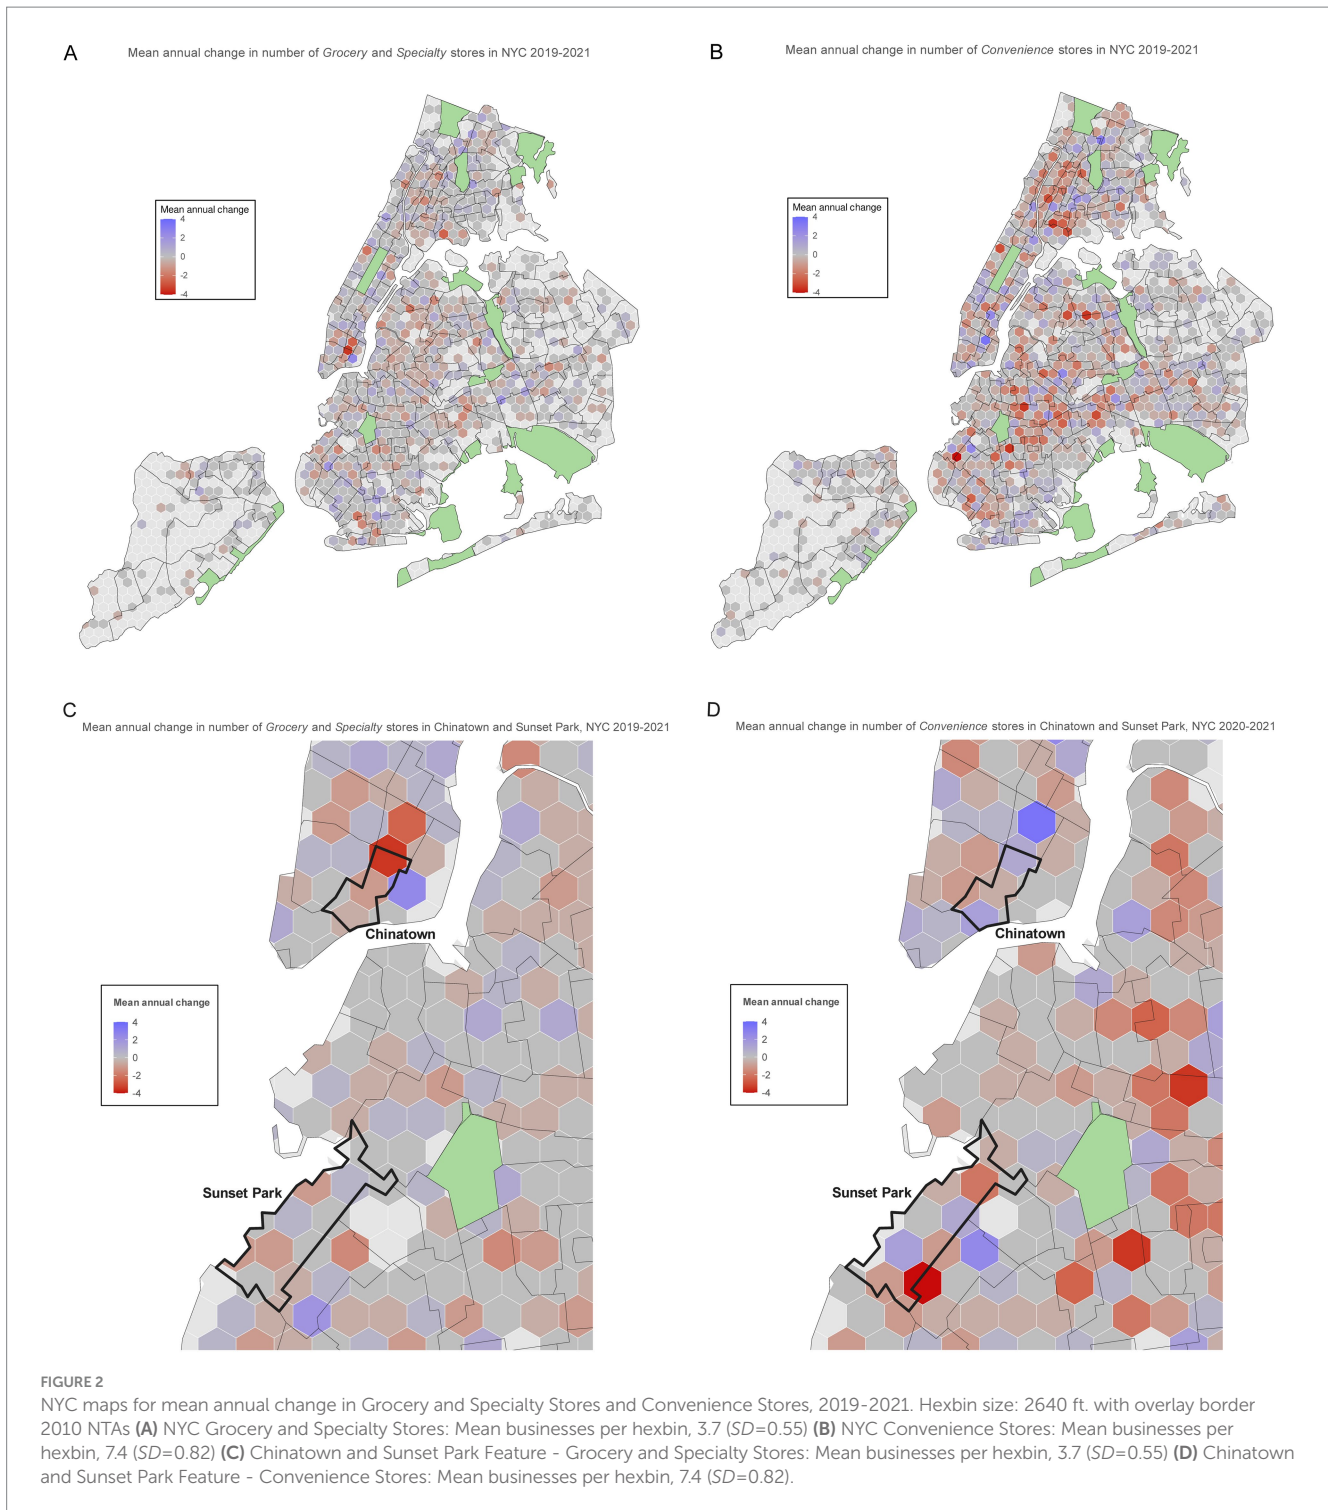 A
Mean annual change in number of Grocery and Specialty stores in NYC 2019-2021
Mean annual change
4
2
0
-2
-4
B
Mean annual change in number of Convenience stores in NYC 2019-2021
Mean annual change
4
2
0
-2
-4
C
Mean annual change in number of Grocery and Specialty stores in Chinatown and Sunset Park, NYC 2019-2021
Chinatown
Mean annual change
4
2
0
-2
-4
Sunset Park
D
Mean annual change in number of Convenience stores in Chinatown and Sunset Park, NYC 2020-2021
Chinatown
Mean annual change
4
2
0
-2
-4
Sunset Park
FIGURE 2
NYC maps for mean annual change in Grocery and Specialty Stores and Convenience Stores, 2019-2021. Hexbin size: 2640 ft. with overlay border
2010 NTAs (A) NYC Grocery and Specialty Stores: Mean businesses per hexbin, 3.7 (SD=0.55) (B) NYC Convenience Stores: Mean businesses per
hexbin, 7.4 (SD=0.82) (C) Chinatown and Sunset Park Feature - Grocery and Specialty Stores: Mean businesses per hexbin, 3.7 (SD=0.55) (D) Chinatown
and Sunset Park Feature - Convenience Stores: Mean businesses per hexbin, 7.4 (SD=0.82).